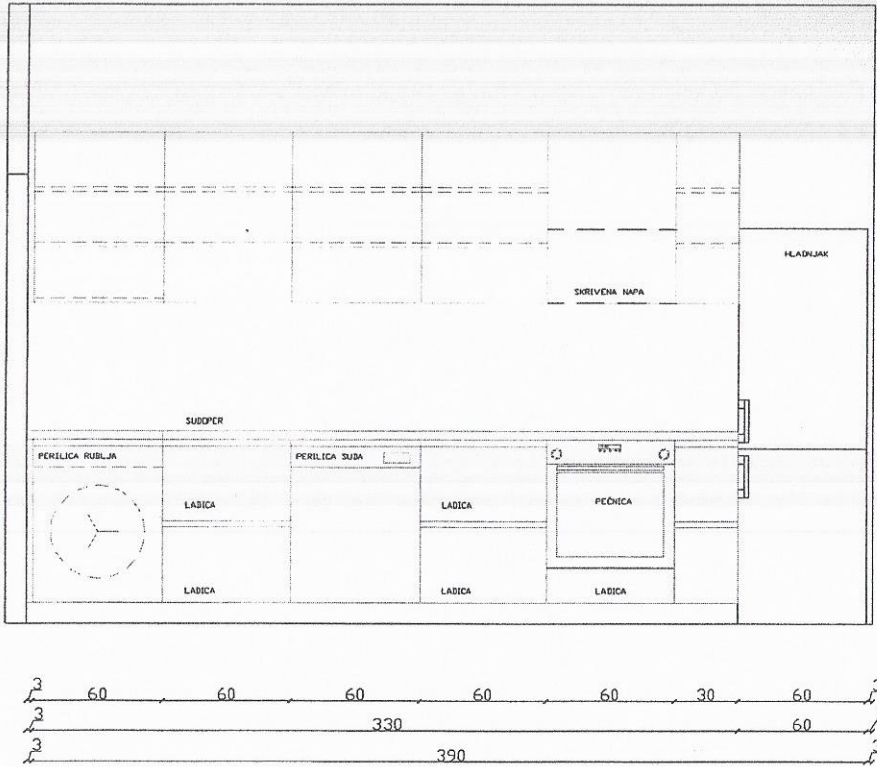 HLADNJAK
SKRIVENA NAPA
SUDOPER
PERILICA RUBLJA
PERILICA SUĐA
LADICA
LADICA
PEĆNICA
LADICA
LADICA
LADICA
3 60 60 60 60 60 30 60
3 330 60
3 390